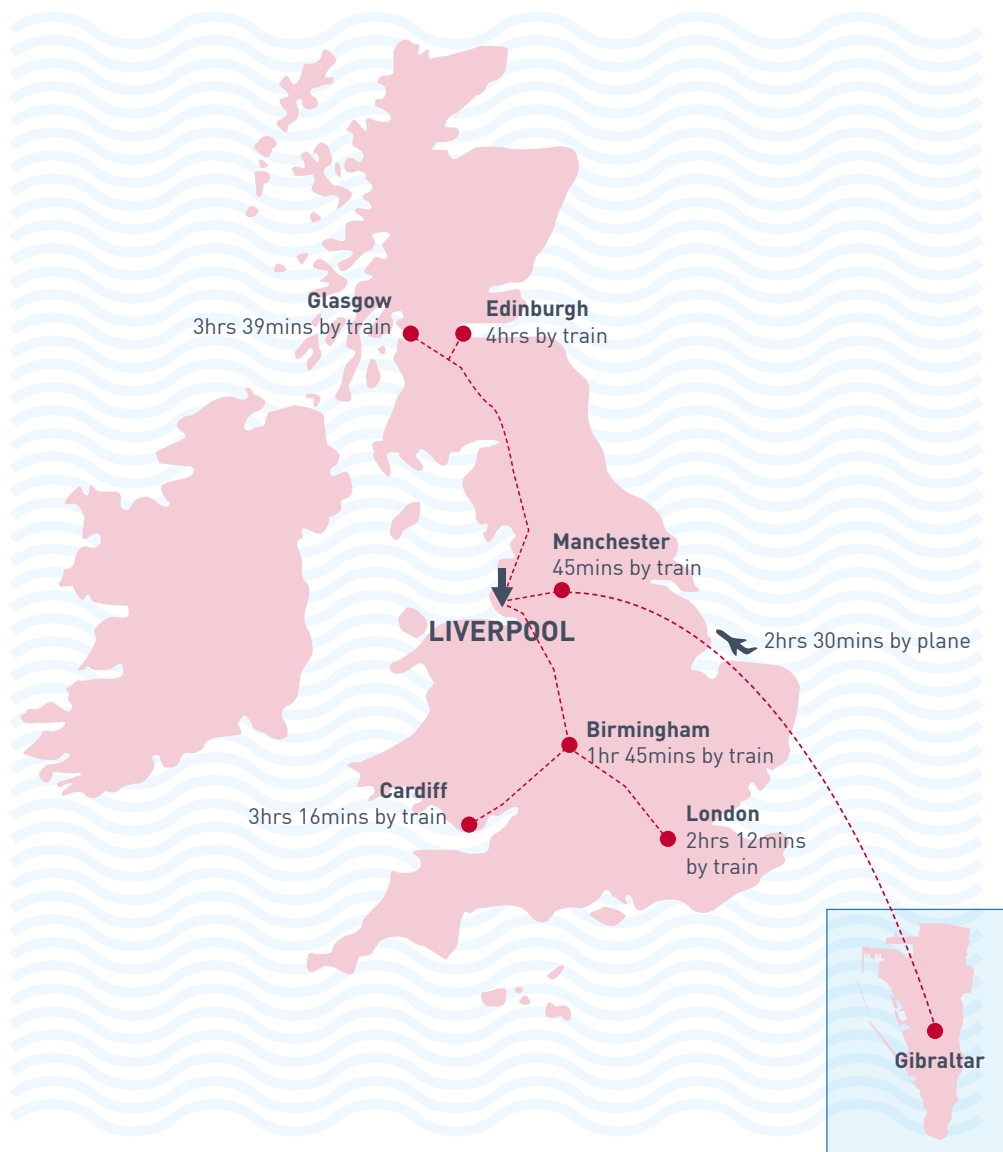 Glasgow
3hrs 39mins by train
Edinburgh
4hrs by train
Manchester
45mins by train
LIVERPOOL
2hrs 30mins by plane
Birmingham
1hr 45mins by train
Cardiff
3hrs 16mins by train
London
2hrs 12mins
by train
Gibraltar